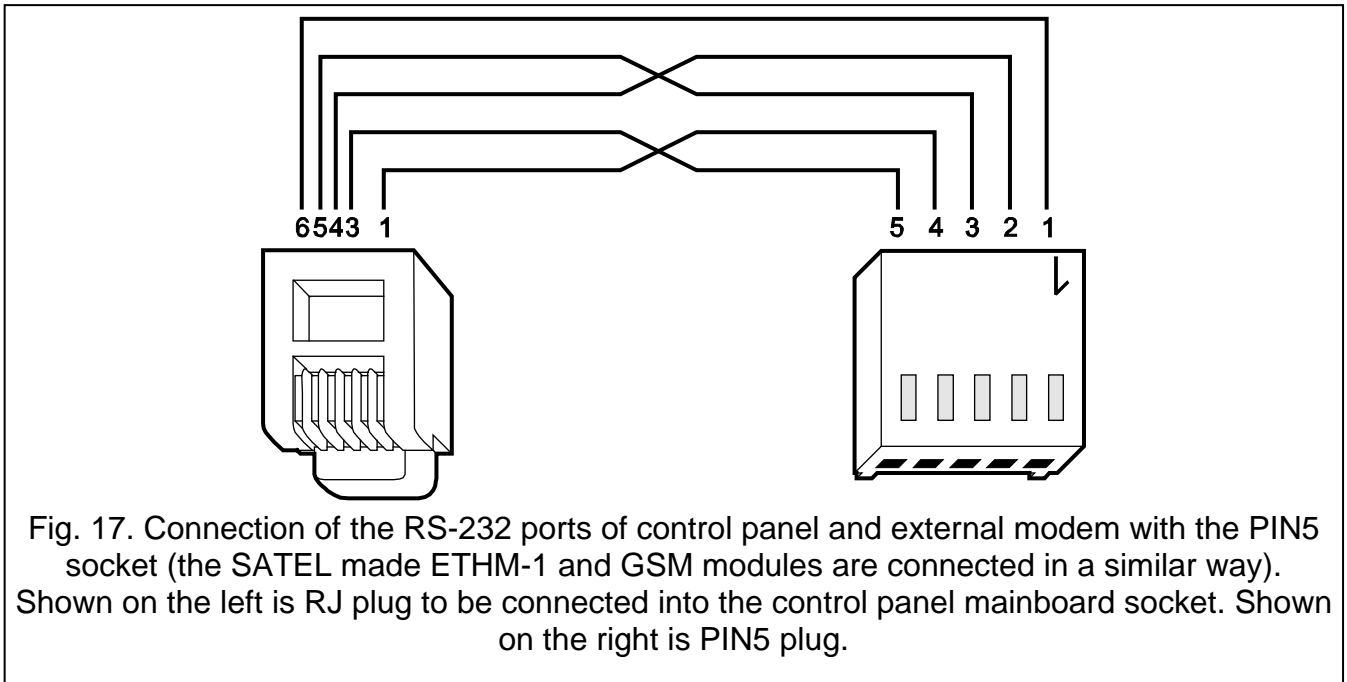 65431 5 4 3 2 1
Fig. 17. Connection of the RS-232 ports of control panel and external modem with the PIN5
socket (the SATEL made ETHM-1 and GSM modules are connected in a similar way).
Shown on the left is RJ plug to be connected into the control panel mainboard socket. Shown
on the right is PIN5 plug.